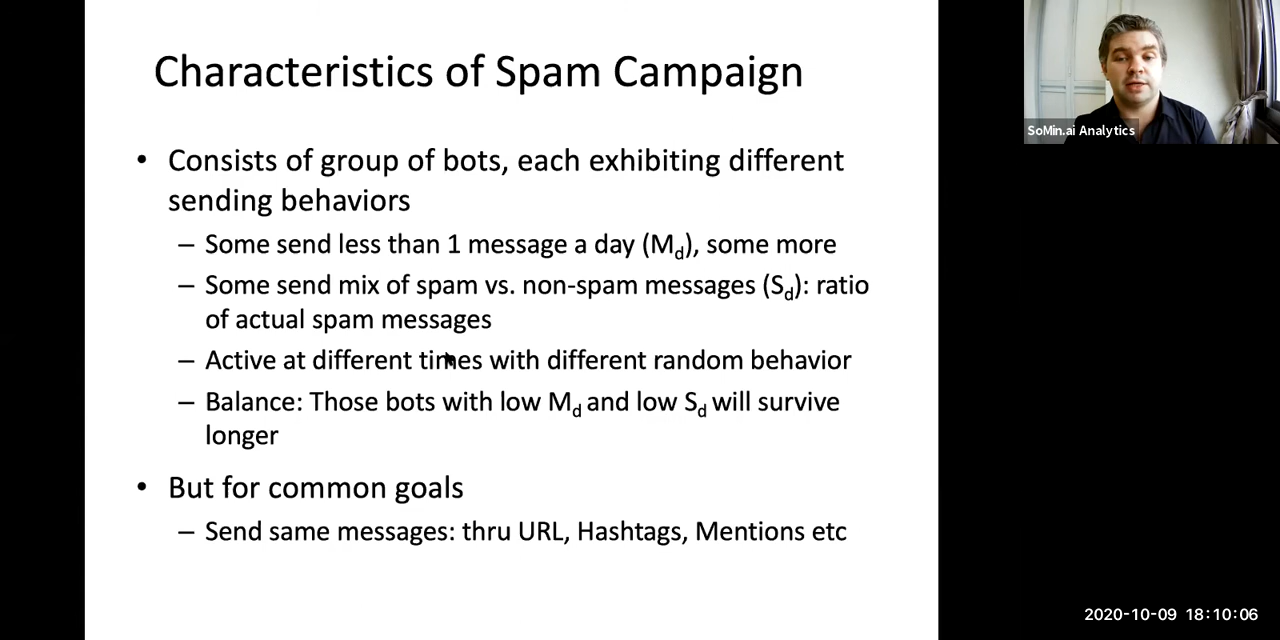 Characteristics of Spam Campaign
SoMin.ai Analytics
• Consists of group of bots, each exhibiting different
sending behaviors
– Some send less than 1 message a day (Md), some more
– Some send mix of spam vs. non-spam messages (Sd): ratio
of actual spam messages
– Active at different times with different random behavior
– Balance: Those bots with low Md and low Sd will survive
longer
• But for common goals
– Send same messages: thru URL, Hashtags, Mentions etc
2020-10-09 18:10:06